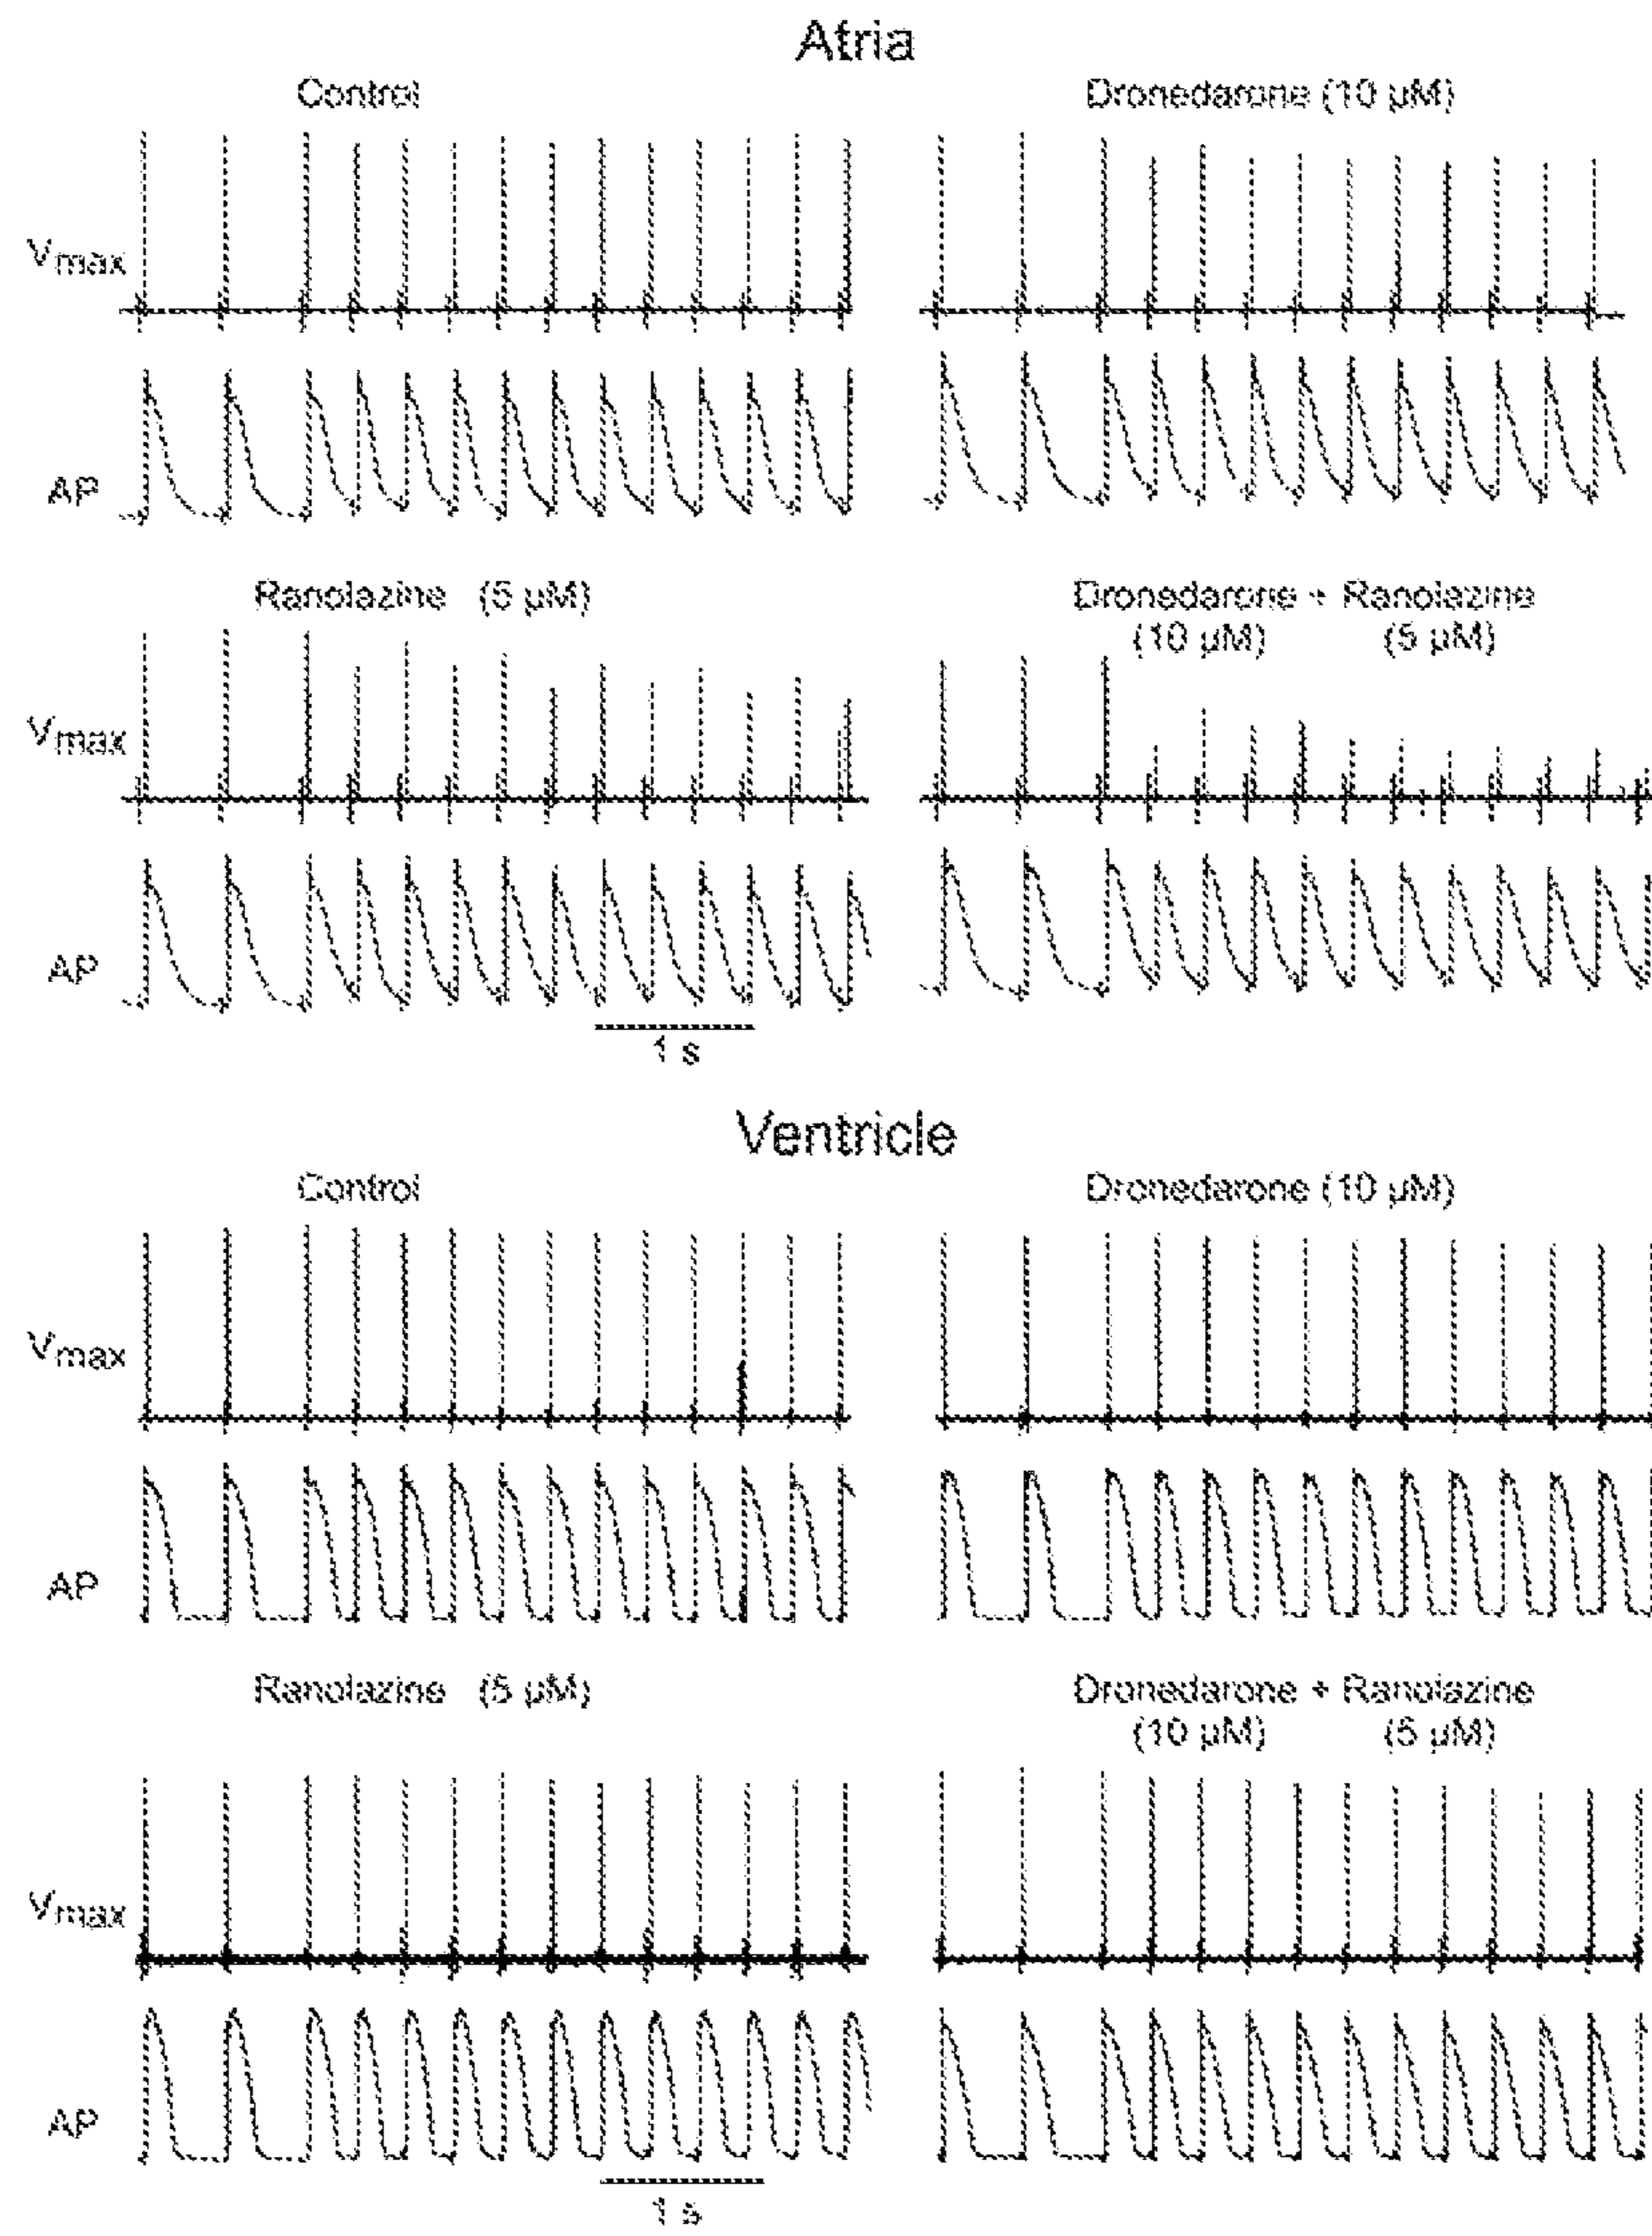 Atria
Control
Dronedarone (10 µM)
Vmax
AP
Ranolazine (5 µM)
Dronedarone + Ranolazine
(10 µM) (5 µM)
Vmax
AP
1 s
Ventricle
Control
Dronedarone (10 µM)
Vmax
AP
Ranolazine (5 µM)
Dronedarone + Ranolazine
(10 µM) (5 µM)
Vmax
AP
1 s